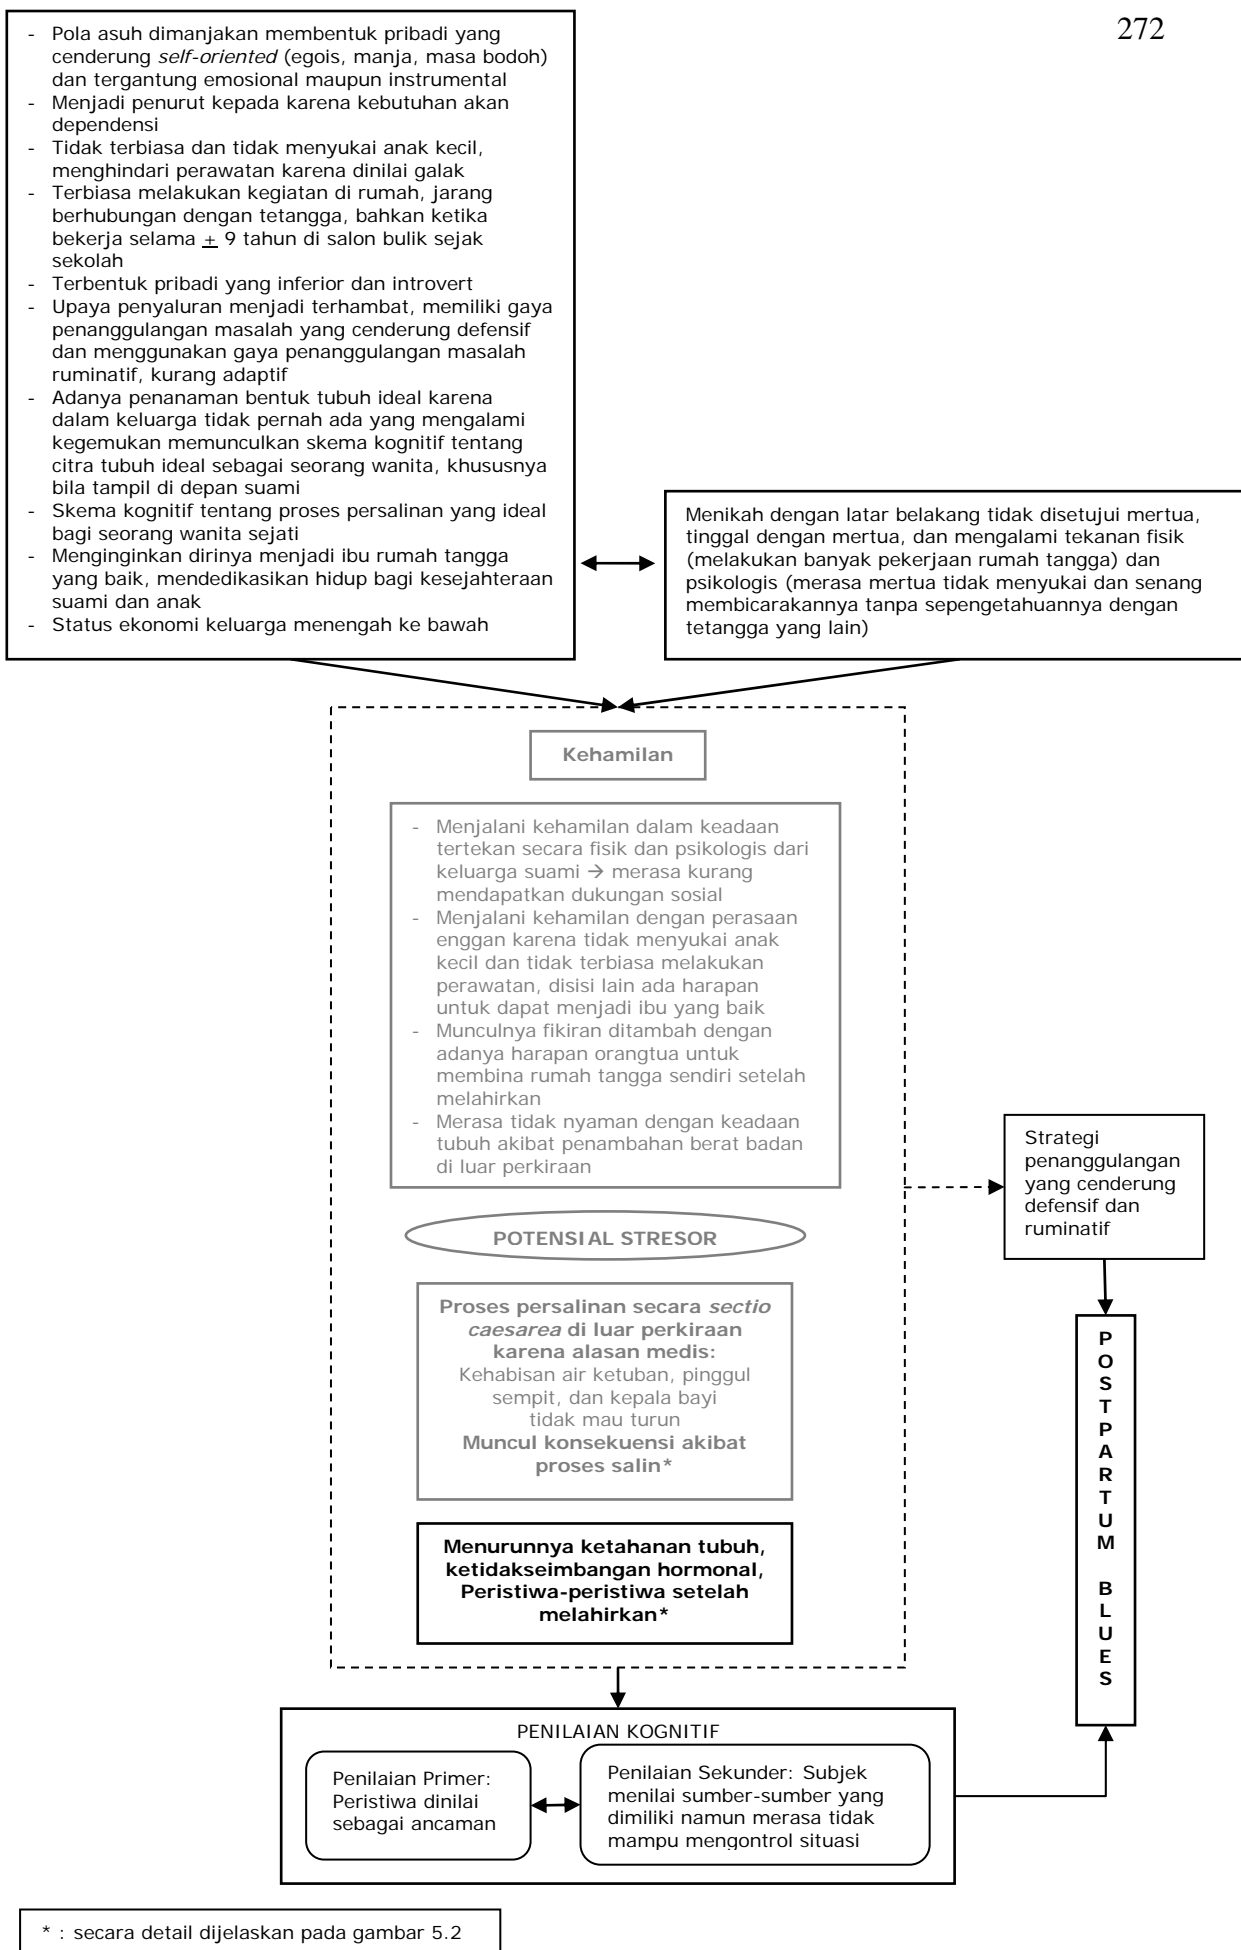 272
- Pola asuh dimanjakan membentuk pribadi yang
cenderung self-oriented (egois, manja, masa bodoh)
dan tergantung emosional maupun instrumental
- Menjadi penurut kepada karena kebutuhan akan
dependensi
- Tidak terbiasa dan tidak menyukai anak kecil,
menghindari perawatan karena dinilai galak
- Terbiasa melakukan kegiatan di rumah, jarang
berhubungan dengan tetangga, bahkan ketika
bekerja selama ± 9 tahun di salon bulik sejak
sekolah
- Terbentuk pribadi yang inferior dan introvert
- Upaya penyaluran menjadi terhambat, memiliki gaya
penanggulangan masalah yang cenderung defensif
dan menggunakan gaya penanggulangan masalah
ruminatif, kurang adaptif
- Adanya penanaman bentuk tubuh ideal karena
dalam keluarga tidak pernah ada yang mengalami
kegemukan memunculkan skema kognitif tentang
citra tubuh ideal sebagai seorang wanita, khususnya
bila tampil di depan suami
- Skema kognitif tentang proses persalinan yang ideal
bagi seorang wanita sejati
- Menginginkan dirinya menjadi ibu rumah tangga
yang baik, mendedikasikan hidup bagi kesejahteraan
suami dan anak
- Status ekonomi keluarga menengah ke bawah
Menikah dengan latar belakang tidak disetujui mertua,
tinggal dengan mertua, dan mengalami tekanan fisik
(melakukan banyak pekerjaan rumah tangga) dan
psikologis (merasa mertua tidak menyukai dan senang
membicarakannya tanpa sepengetahuannya dengan
tetangga yang lain)
Kehamilan
- Menjalani kehamilan dalam keadaan
tertekan secara fisik dan psikologis dari
keluarga suami → merasa kurang
mendapatkan dukungan sosial
- Menjalani kehamilan dengan perasaan
enggan karena tidak menyukai anak
kecil dan tidak terbiasa melakukan
perawatan, disisi lain ada harapan
untuk dapat menjadi ibu yang baik
- Munculnya fikiran ditambah dengan
adanya harapan orangtua untuk
membina rumah tangga sendiri setelah
melahirkan
- Merasa tidak nyaman dengan keadaan
tubuh akibat penambahan berat badan
di luar perkiraan
POTENSIAL STRESOR
Proses persalinan secara sectio
caesarea di luar perkiraan
karena alasan medis:
Kehabisan air ketuban, pinggul
sempit, dan kepala bayi
tidak mau turun
Muncul konsekuensi akibat
proses salin*
Menurunnya ketahanan tubuh,
ketidakseimbangan hormonal,
Peristiwa-peristiwa setelah
melahirkan*
Strategi
penanggulangan
yang cenderung
defensif dan
ruminatif
POSTPARTUM BLUES
PENILAIAN KOGNITIF
Penilaian Primer:
Peristiwa dinilai
sebagai ancaman
Penilaian Sekunder: Subjek
menilai sumber-sumber yang
dimiliki namun merasa tidak
mampu mengontrol situasi
* : secara detail dijelaskan pada gambar 5.2